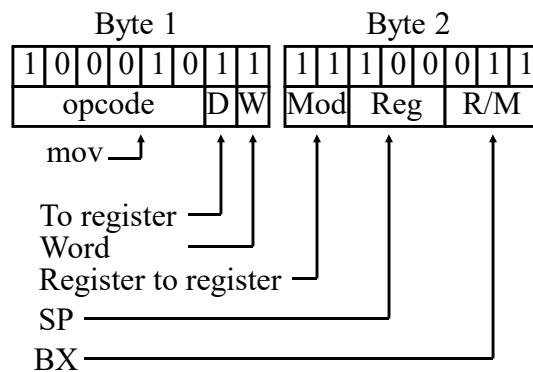 Byte 1 Byte 2
1 0 0 0 1 0 1 1 1 1 1 0 0 0 1 1
opcode D W Mod Reg R/M
mov
To register
Word
Register to register
SP
BX